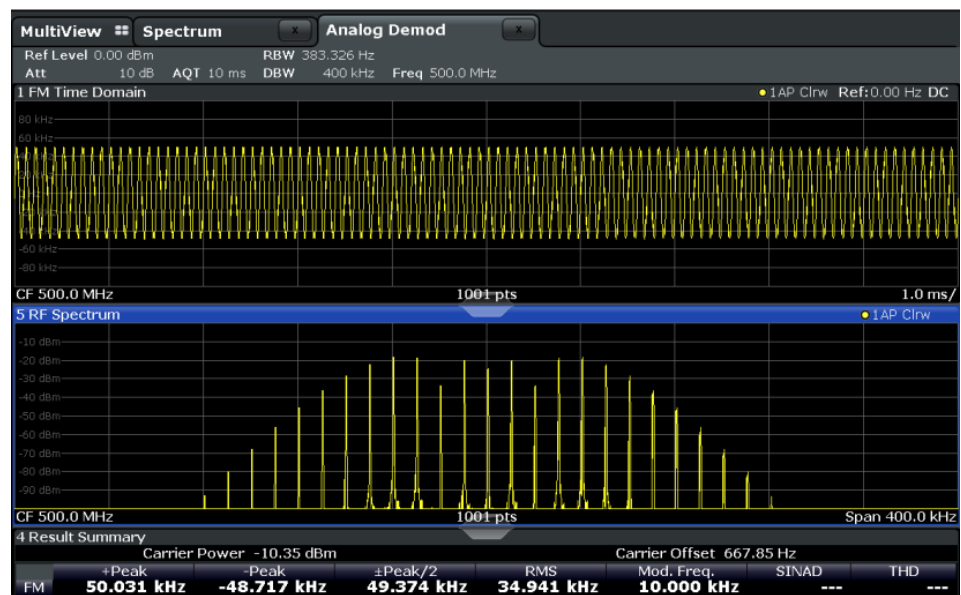 MultiView Spectrum x Analog Demod x
Ref Level 0.00 dBm RBW 383.326 Hz
Att 10 dB AQT 10 ms DBW 400 kHz Freq 500.0 MHz
1 FM Time Domain 1AP Clrw Ref:0.00 Hz DC
80 kHz
60 kHz
-60 kHz
-80 kHz
CF 500.0 MHz 1001 pts 1.0 ms/
5 RF Spectrum 1AP Clrw
-10 dBm
-20 dBm
-30 dBm
-40 dBm
-50 dBm
-60 dBm
-70 dBm
-80 dBm
-90 dBm
CF 500.0 MHz 1001 pts Span 400.0 kHz
4 Result Summary
Carrier Power -10.35 dBm Carrier Offset 667.85 Hz
+Peak -Peak ±Peak/2 RMS Mod. Freq. SINAD THD
FM 50.031 kHz -48.717 kHz 49.374 kHz 34.941 kHz 10.000 kHz --- ---